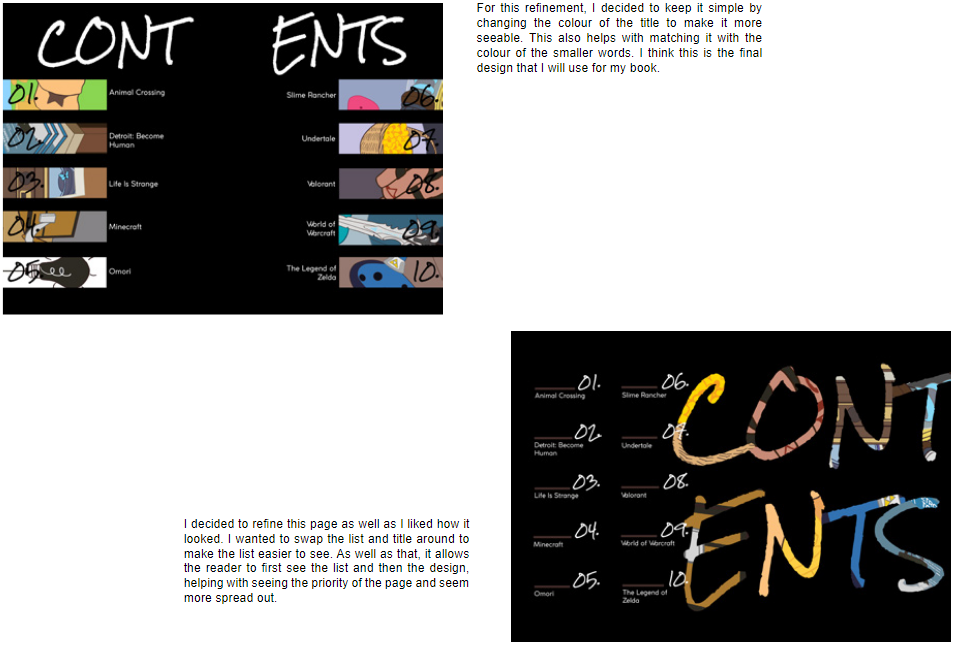 CONT ENTS
For this refinement, I decided to keep it simple by
changing the colour of the title to make it more
seeable. This also helps with matching it with the
colour of the smaller words. I think this is the final
design that I will use for my book.
01.
Animal Crossing
02.
Detroit: Become
Human
03.
Life Is Strange
04.
Minecraft
05.
Omori
Slime Rancher
06.
Undertale
07.
Valorant
08.
World of
Warcraft
09.
The Legend of
Zelda
10.
I decided to refine this page as well as I liked how it
looked. I wanted to swap the list and title around to
make the list easier to see. As well as that, it allows
the reader to first see the list and then the design,
helping with seeing the priority of the page and seem
more spread out.
01.
Animal Crossing
02.
Detroit: Become
Human
03.
Life Is Strange
04.
Minecraft
05.
Omori
06.
Slime Rancher
07.
Undertale
08.
Valorant
09.
World of Warcraft
10.
The Legend of
Zelda
CONT
ENTS